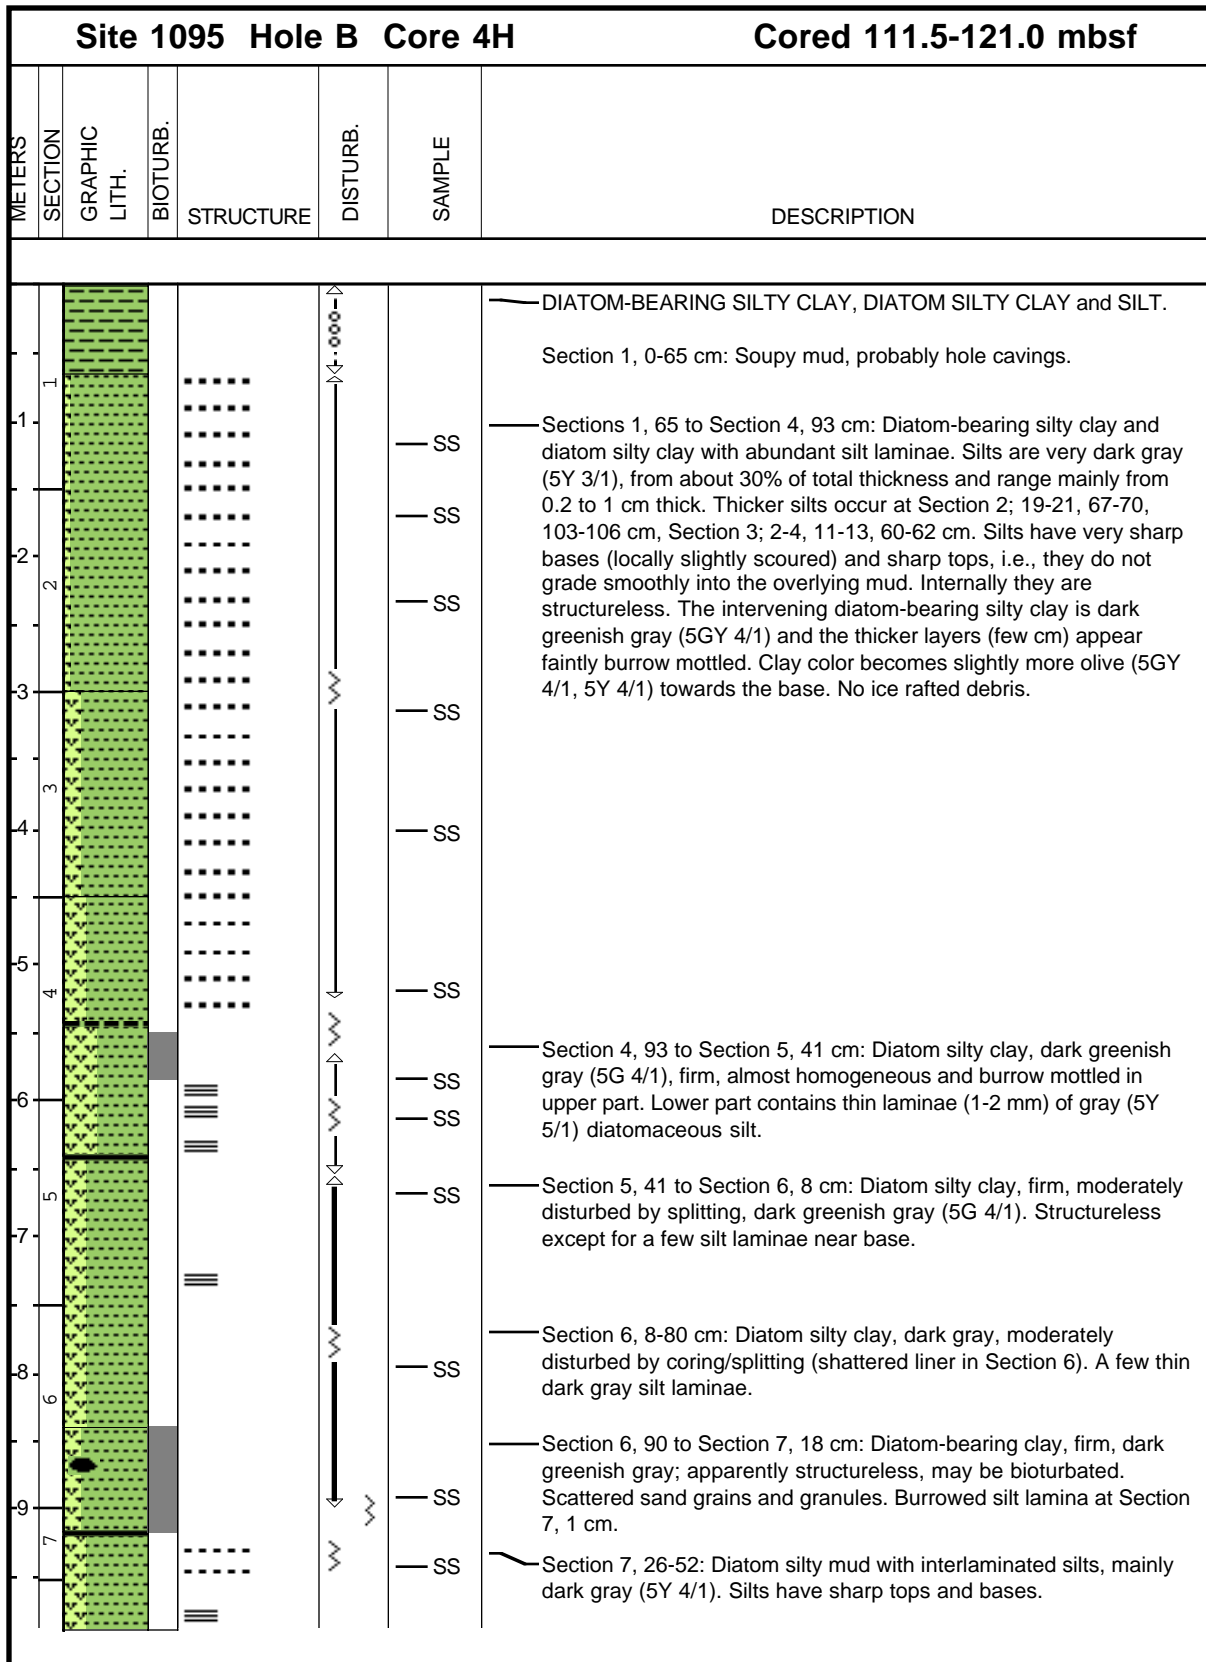 Site 1095 Hole B Core 4H Cored 111.5-121.0 mbsf
METERS
SECTION
GRAPHIC
LITH.
BIOTURB.
STRUCTURE
DISTURB.
SAMPLE
DESCRIPTION
DIATOM-BEARING SILTY CLAY, DIATOM SILTY CLAY and SILT.
Section 1, 0-65 cm: Soupy mud, probably hole cavings.
1
1
SS
Sections 1, 65 to Section 4, 93 cm: Diatom-bearing silty clay and
diatom silty clay with abundant silt laminae. Silts are very dark gray
(5Y 3/1), from about 30% of total thickness and range mainly from
0.2 to 1 cm thick. Thicker silts occur at Section 2; 19-21, 67-70,
SS
103-106 cm, Section 3; 2-4, 11-13, 60-62 cm. Silts have very sharp
2
bases (locally slightly scoured) and sharp tops, i.e., they do not
2
grade smoothly into the overlying mud. Internally they are
SS
structureless. The intervening diatom-bearing silty clay is dark
greenish gray (5GY 4/1) and the thicker layers (few cm) appear
faintly burrow mottled. Clay color becomes slightly more olive (5GY
3
4/1, 5Y 4/1) towards the base. No ice rafted debris.
SS
3
4
SS
5
4
SS
Section 4, 93 to Section 5, 41 cm: Diatom silty clay, dark greenish
SS
gray (5G 4/1), firm, almost homogeneous and burrow mottled in
6
SS
upper part. Lower part contains thin laminae (1-2 mm) of gray (5Y
5/1) diatomaceous silt.
5
SS
Section 5, 41 to Section 6, 8 cm: Diatom silty clay, firm, moderately
disturbed by splitting, dark greenish gray (5G 4/1). Structureless
7
except for a few silt laminae near base.
Section 6, 8-80 cm: Diatom silty clay, dark gray, moderately
8
SS
disturbed by coring/splitting (shattered liner in Section 6). A few thin
6
dark gray silt laminae.
Section 6, 90 to Section 7, 18 cm: Diatom-bearing clay, firm, dark
greenish gray; apparently structureless, may be bioturbated.
9
SS
Scattered sand grains and granules. Burrowed silt lamina at Section
7, 1 cm.
7
SS
Section 7, 26-52: Diatom silty mud with interlaminated silts, mainly
dark gray (5Y 4/1). Silts have sharp tops and bases.